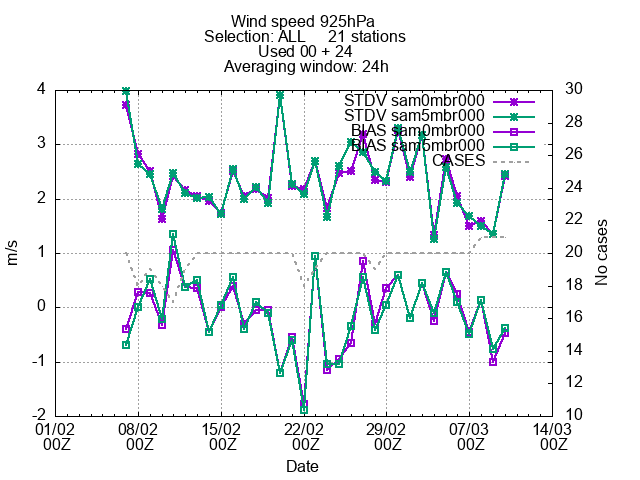 Wind speed 925hPa
Selection: ALL 21 stations
Used 00 + 24
Averaging window: 24h
STDV sam0mbr000
STDV sam5mbr000
BIAS sam0mbr000
BIAS sam5mbr000
CASES
4
3
2
1
0
-1
-2
m/s
30
28
26
24
22
20
18
16
14
12
10
No cases
01/02 08/02 15/02 22/02 29/02 07/03 14/03
00Z 00Z 00Z 00Z 00Z 00Z 00Z
Date